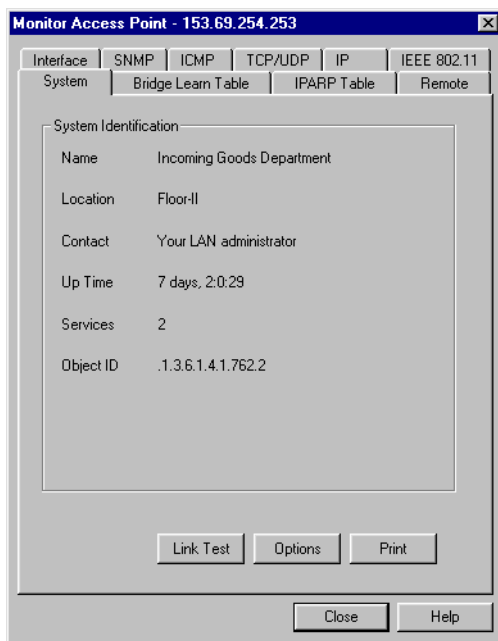 Monitor Access Point - 153.69.254.253
Interface SNMP ICMP TCP/UDP IP IEEE 802.11
System Bridge Learn Table IPARP Table Remote
System Identification
Name Incoming Goods Department
Location Floor-II
Contact Your LAN administrator
Up Time 7 days, 2:0:29
Services 2
Object ID .1.3.6.1.4.1.762.2
Link Test Options Print
Close Help